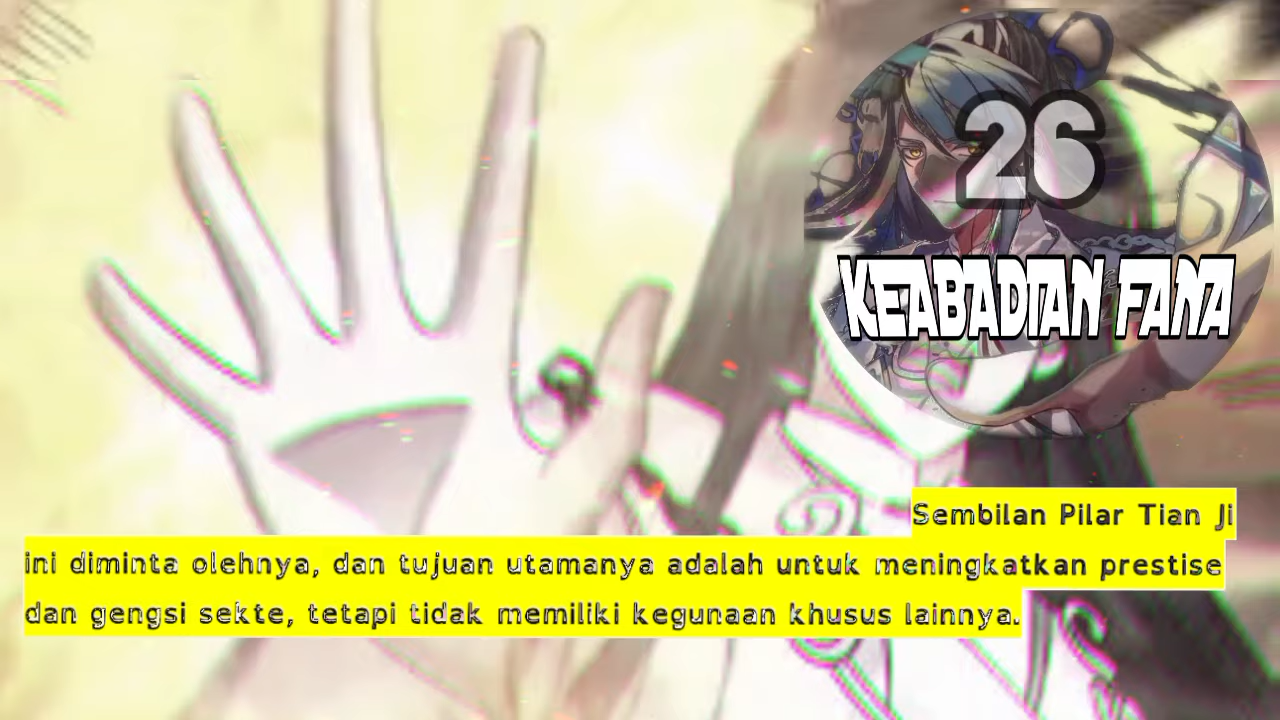 26
KEABADIAN FANA
Sembilan Pilar Tian Ji
ini diminta olehnya, dan tujuan utamanya adalah untuk meningkatkan prestise
dan gengsi sekte, tetapi tidak memiliki kegunaan khusus lainnya.